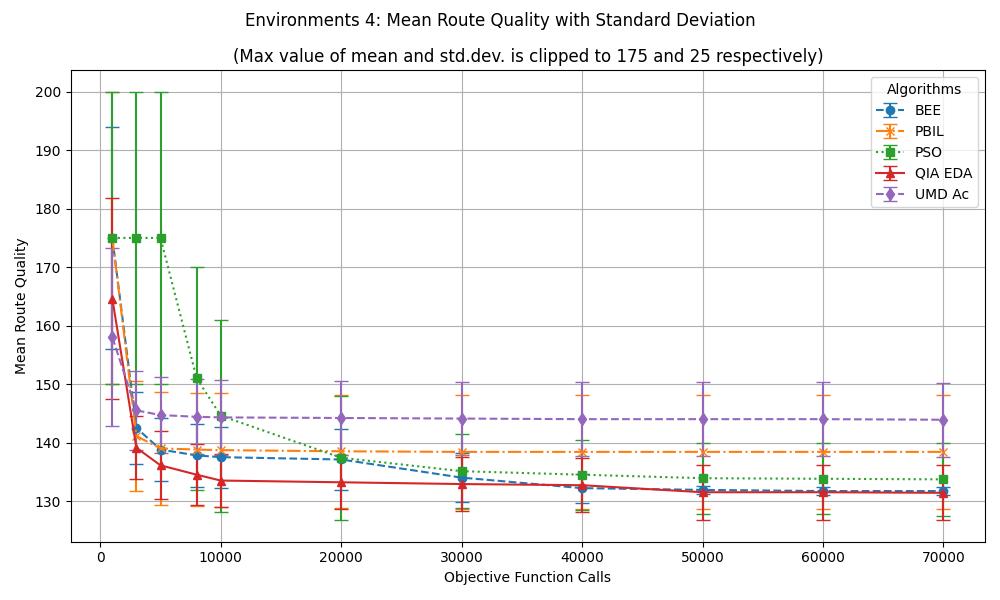 Environments 4: Mean Route Quality with Standard Deviation
(Max value of mean and std.dev. is clipped to 175 and 25 respectively)
Algorithms
BEE
PBIL
PSO
QIA EDA
UMD Ac
Mean Route Quality
200
190
180
170
160
150
140
130
0 10000 20000 30000 40000 50000 60000 70000
Objective Function Calls